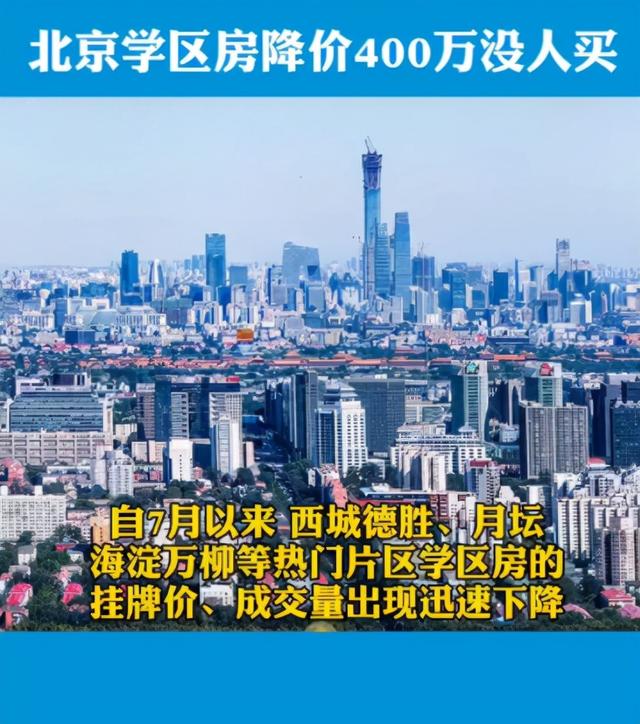 北京学区房降价400万没人买
自7月以来 西城德胜、月坛
海淀万柳等热门片区学区房的
挂牌价、成交量出现迅速下降